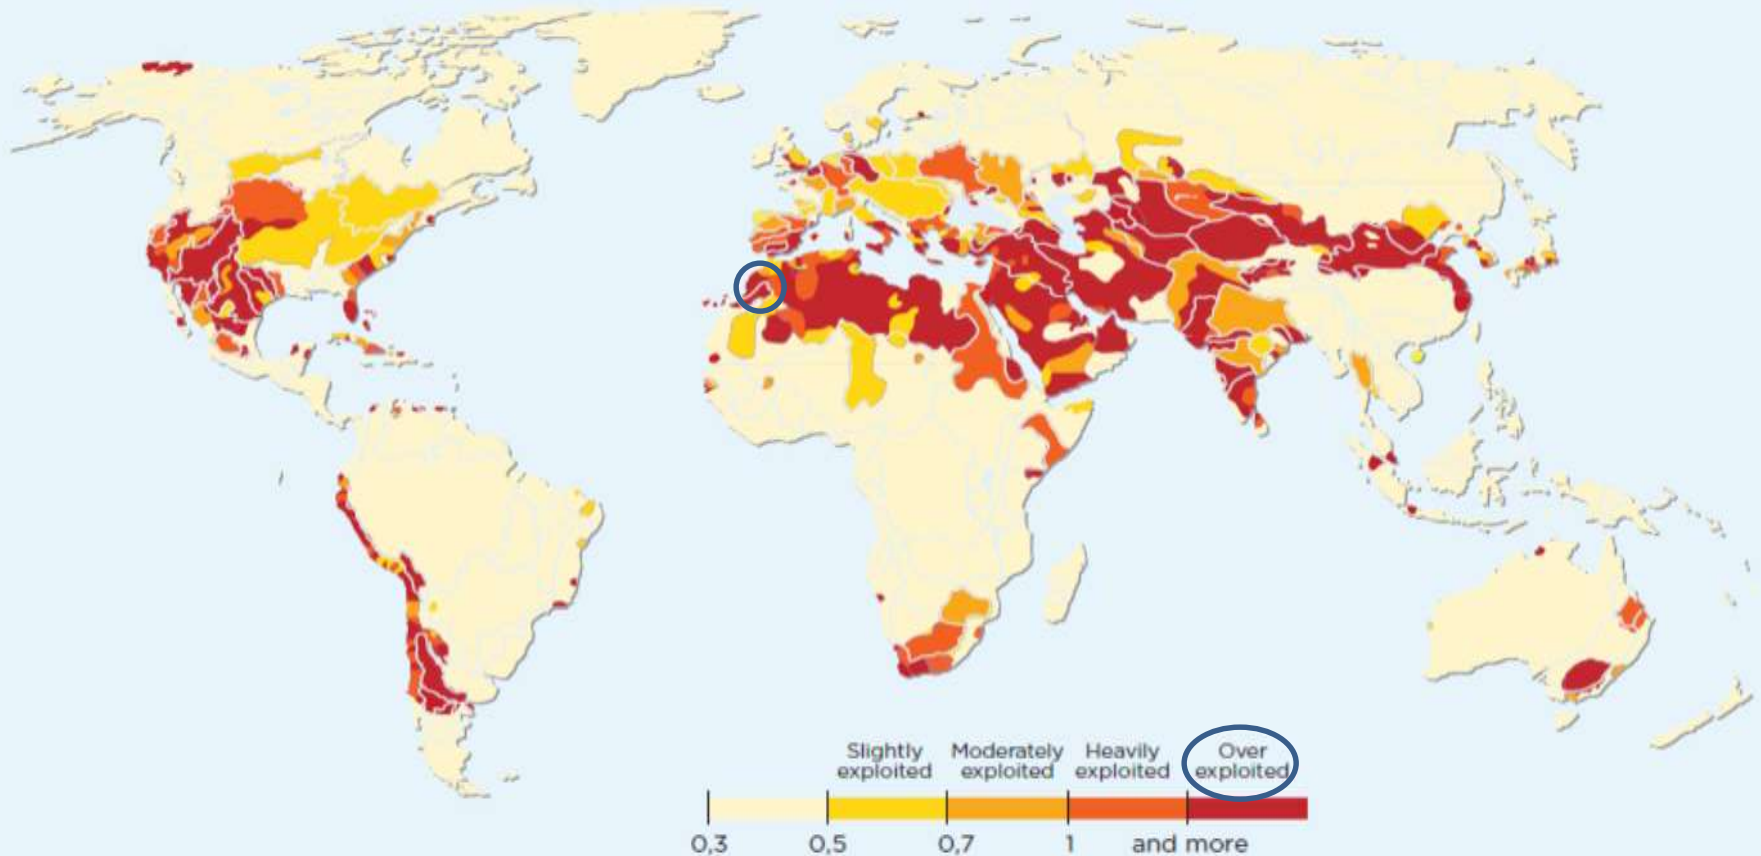 Slightly
exploited
Moderately
exploited
Heavily
exploited
Over
exploited
0,3
0,5
0,7
1
and more